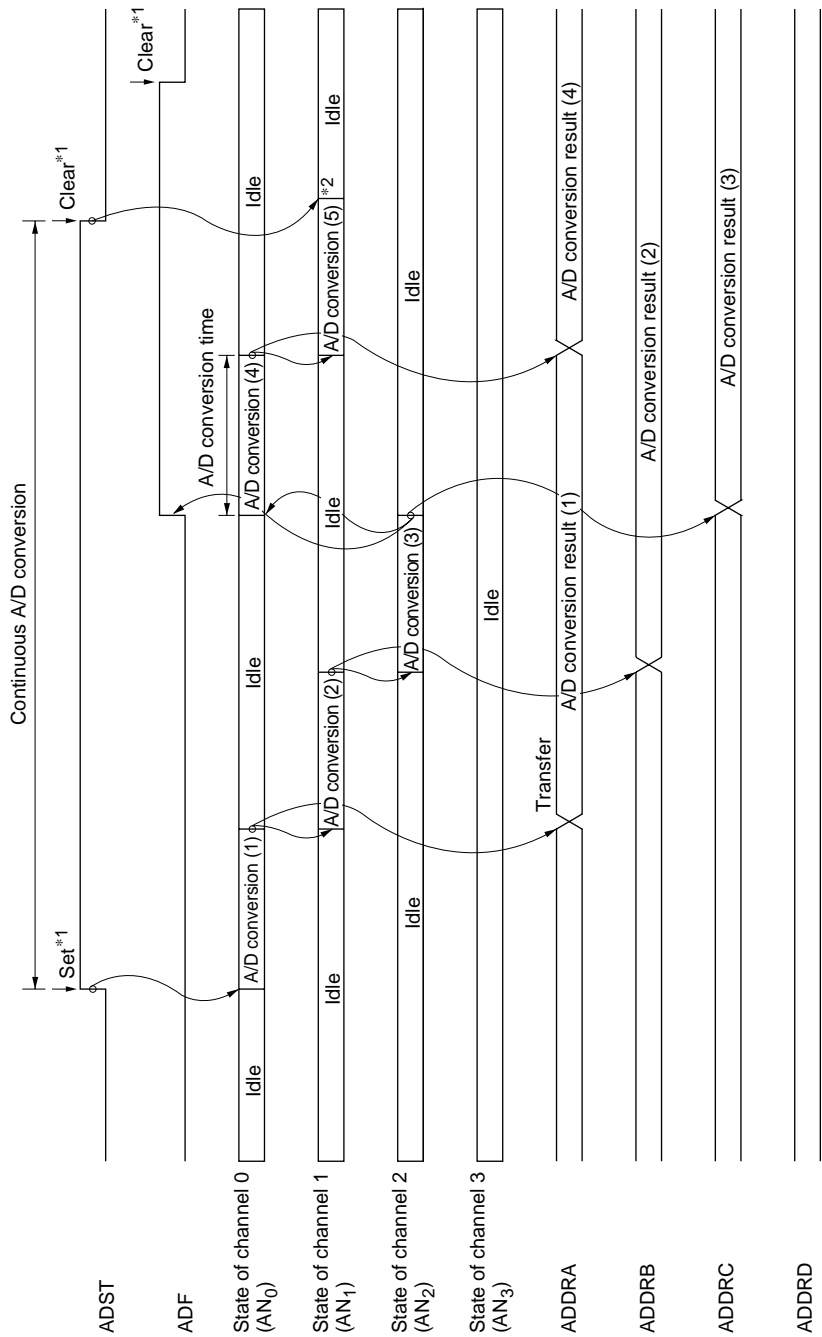 Continuous A/D conversion
Set*1
Clear*1
ADST
Clear*1
ADF
A/D conversion time
State of channel 0
(AN0)
Idle
A/D conversion (1)
Idle
A/D conversion (4)
Idle
State of channel 1
(AN1)
Idle
A/D conversion (2)
Idle
A/D conversion (5)
*2
Idle
State of channel 2
(AN2)
Idle
A/D conversion (3)
Idle
State of channel 3
(AN3)
Idle
Transfer
ADDRA
A/D conversion result (1)
A/D conversion result (4)
ADDRB
A/D conversion result (2)
ADDRC
A/D conversion result (3)
ADDRD